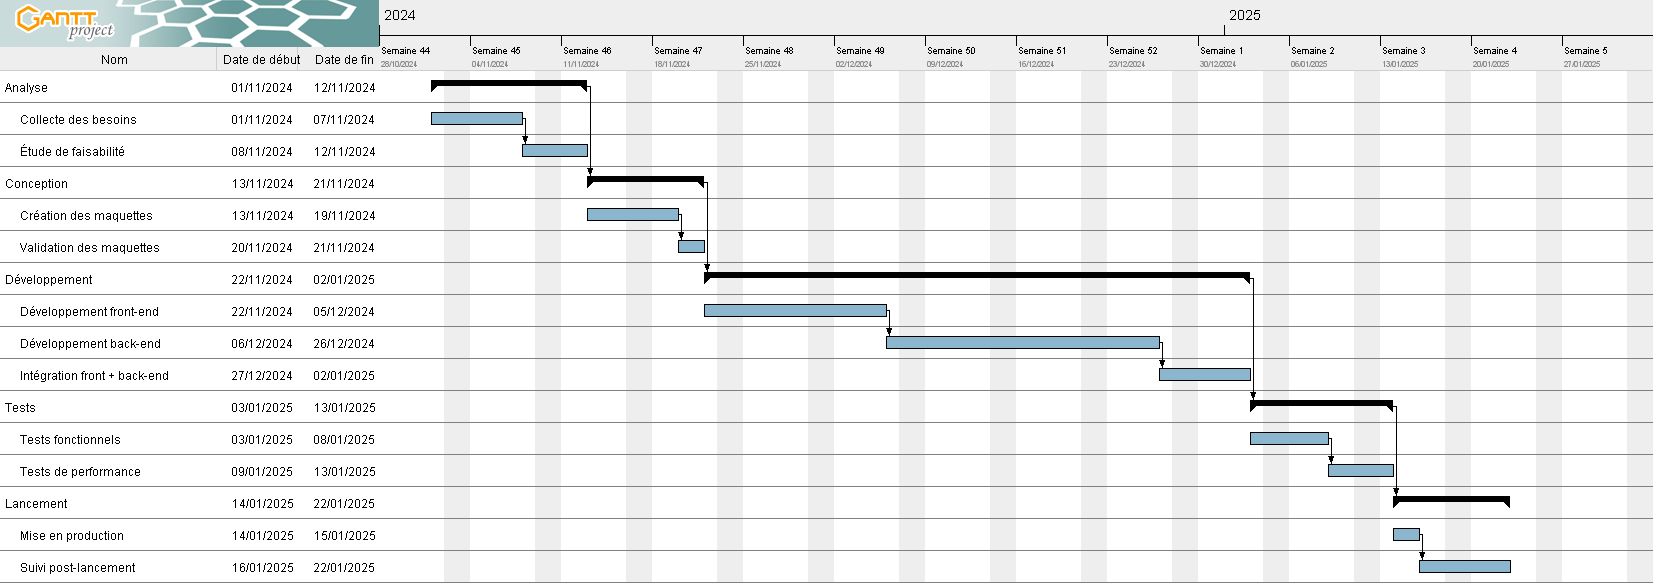 GANTT project
2024 2025
Semaine 44 Semaine 45 Semaine 46 Semaine 47 Semaine 48 Semaine 49 Semaine 50 Semaine 51 Semaine 52 Semaine 1 Semaine 2 Semaine 3 Semaine 4 Semaine 5
28/10/2024 04/11/2024 11/11/2024 18/11/2024 25/11/2024 02/12/2024 09/12/2024 16/12/2024 23/12/2024 30/12/2024 06/01/2025 13/01/2025 20/01/2025 27/01/2025
Nom Date de début Date de fin
Analyse 01/11/2024 12/11/2024
Collecte des besoins 01/11/2024 07/11/2024
Étude de faisabilité 08/11/2024 12/11/2024
Conception 13/11/2024 21/11/2024
Création des maquettes 13/11/2024 19/11/2024
Validation des maquettes 20/11/2024 21/11/2024
Développement 22/11/2024 02/01/2025
Développement front-end 22/11/2024 05/12/2024
Développement back-end 06/12/2024 26/12/2024
Intégration front + back-end 27/12/2024 02/01/2025
Tests 03/01/2025 13/01/2025
Tests fonctionnels 03/01/2025 08/01/2025
Tests de performance 09/01/2025 13/01/2025
Lancement 14/01/2025 22/01/2025
Mise en production 14/01/2025 15/01/2025
Suivi post-lancement 16/01/2025 22/01/2025